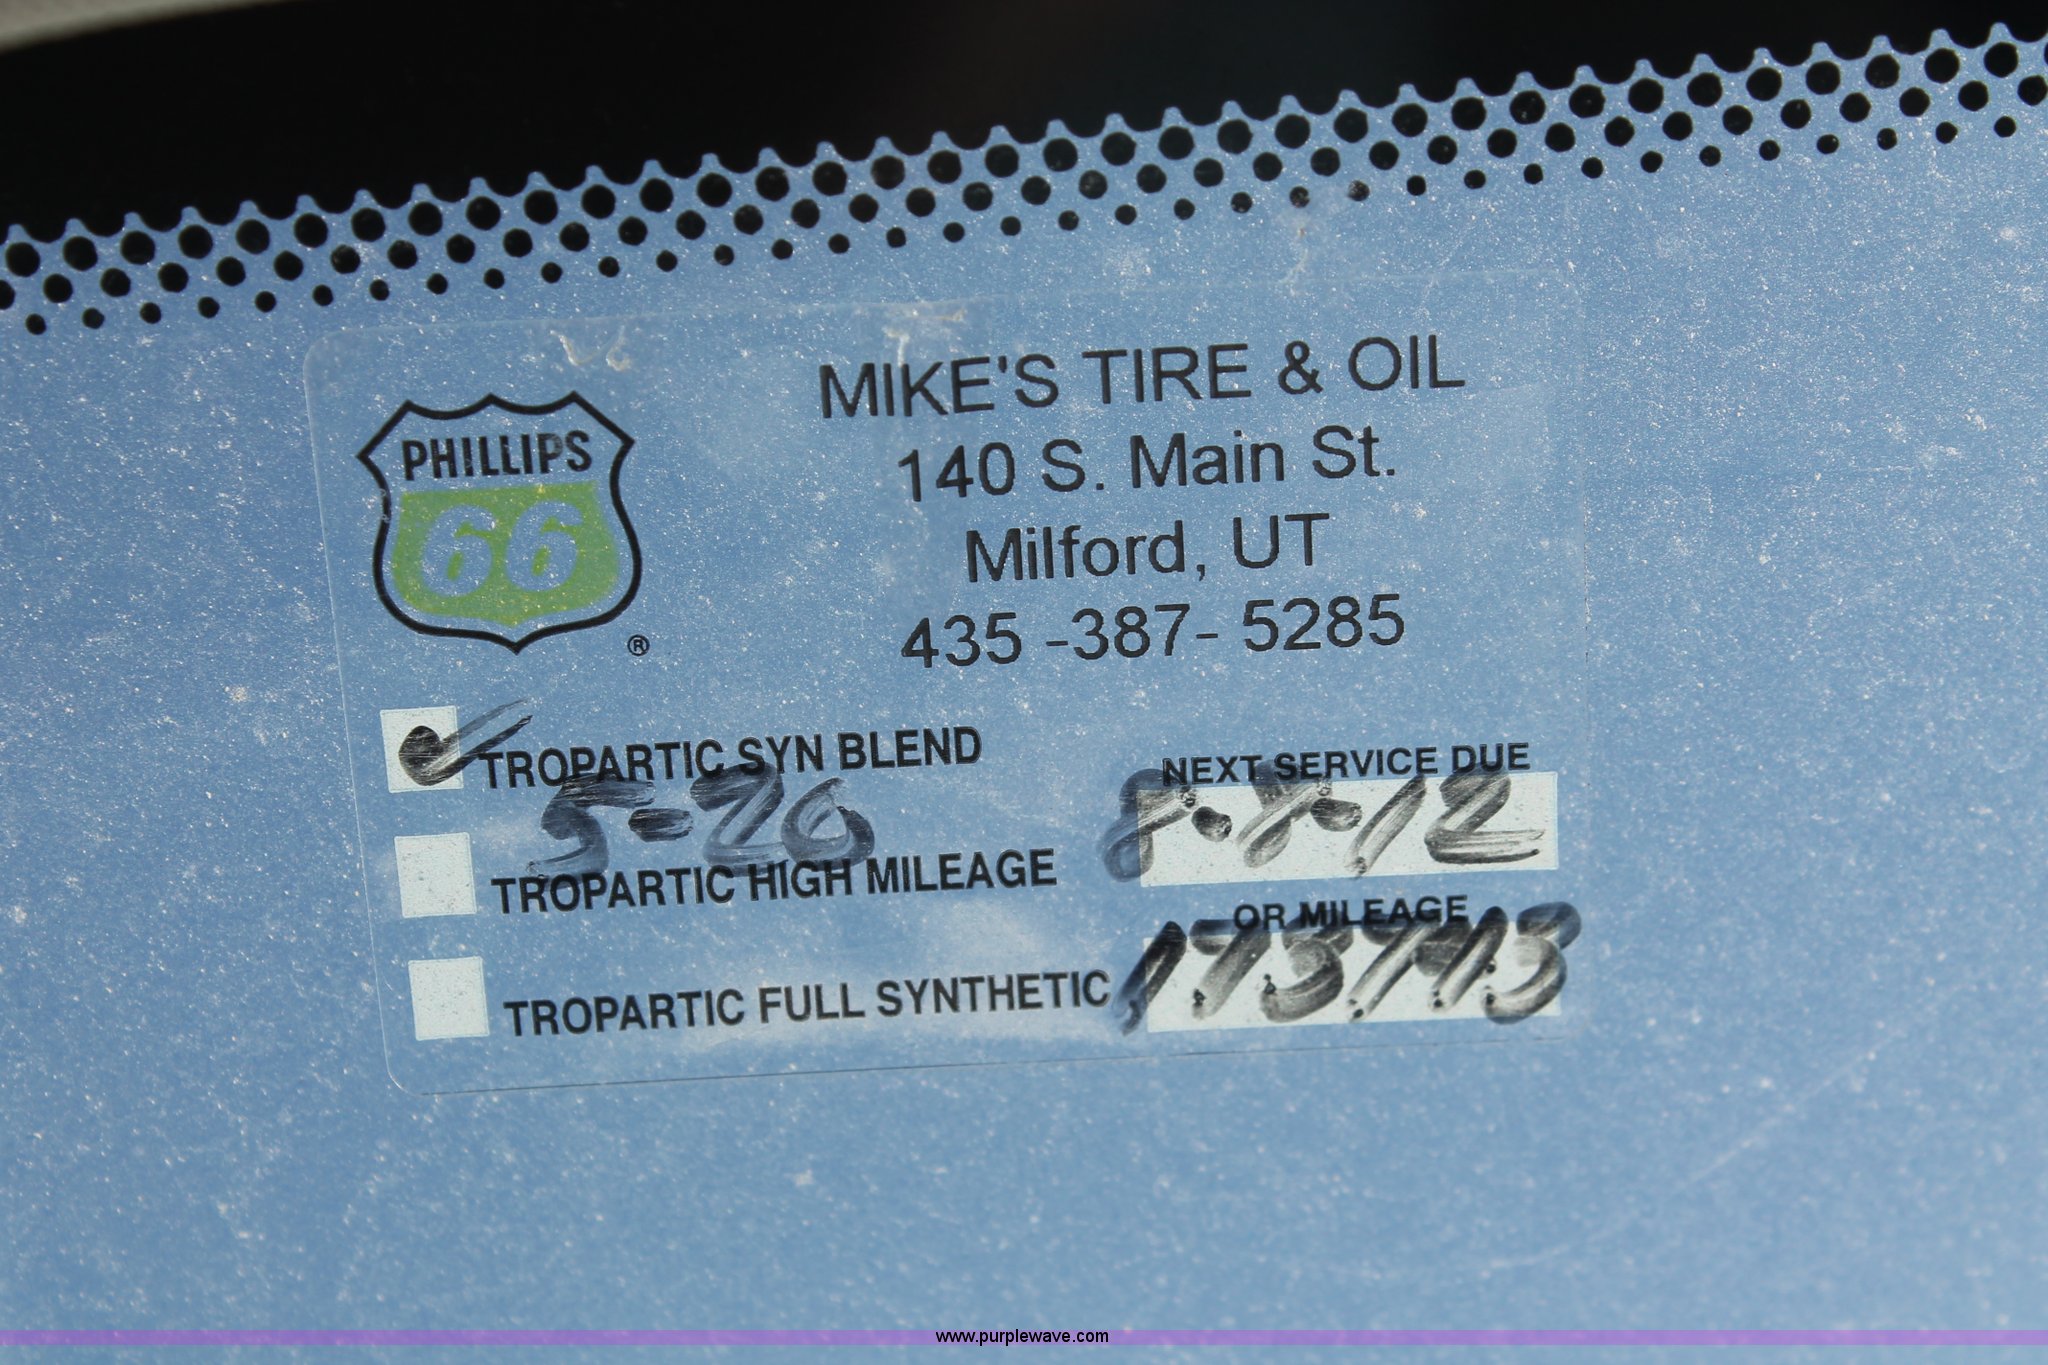 MIKE'S TIRE & OIL
140 S. Main St.
Milford, UT
435 -387- 5285
PHILLIPS
66
®
TROPARTIC SYN BLEND
5-20
TROPARTIC HIGH MILEAGE
TROPARTIC FULL SYNTHETIC
NEXT SERVICE DUE
8-8-12
OR MILEAGE
www.purplewave.com